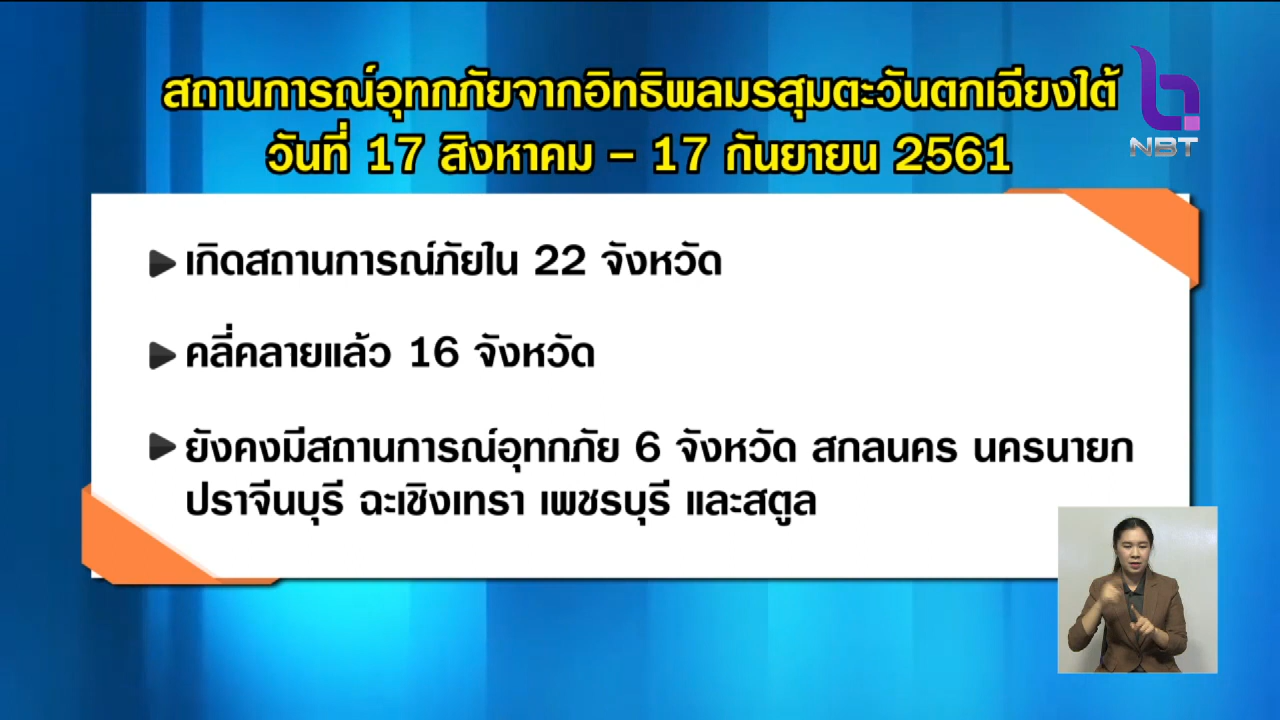 สถานการณ์อุทกภัยจากอิทธิพลมรสุมตะวันตกเฉียงใต้
วันที่ 17 สิงหาคม – 17 กันยายน 2561
NBT
เกิดสถานการณ์ภัยใน 22 จังหวัด
คลี่คลายแล้ว 16 จังหวัด
ยังคงมีสถานการณ์อุทกภัย 6 จังหวัด สกลนคร นครนายก
ปราจีนบุรี ฉะเชิงเทรา เพชรบุรี และสตูล